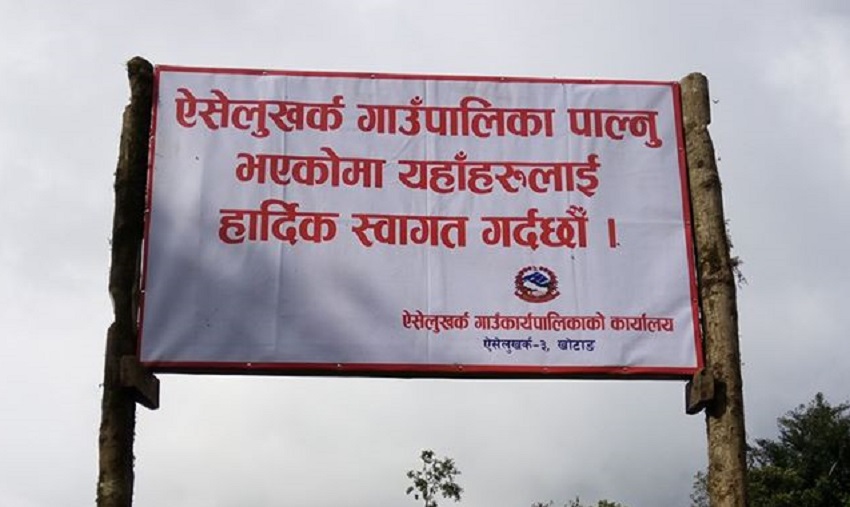 ऐसेलुखर्क गाउँपालिका पाल्नु
भएकोमा यहाँहरुलाई
हार्दिक स्वागत गर्दछौं ।
ऐसेलुखर्क गाउँकार्यपालिकाको कार्यालय
ऐसेलुखर्क-३, खोटाङ